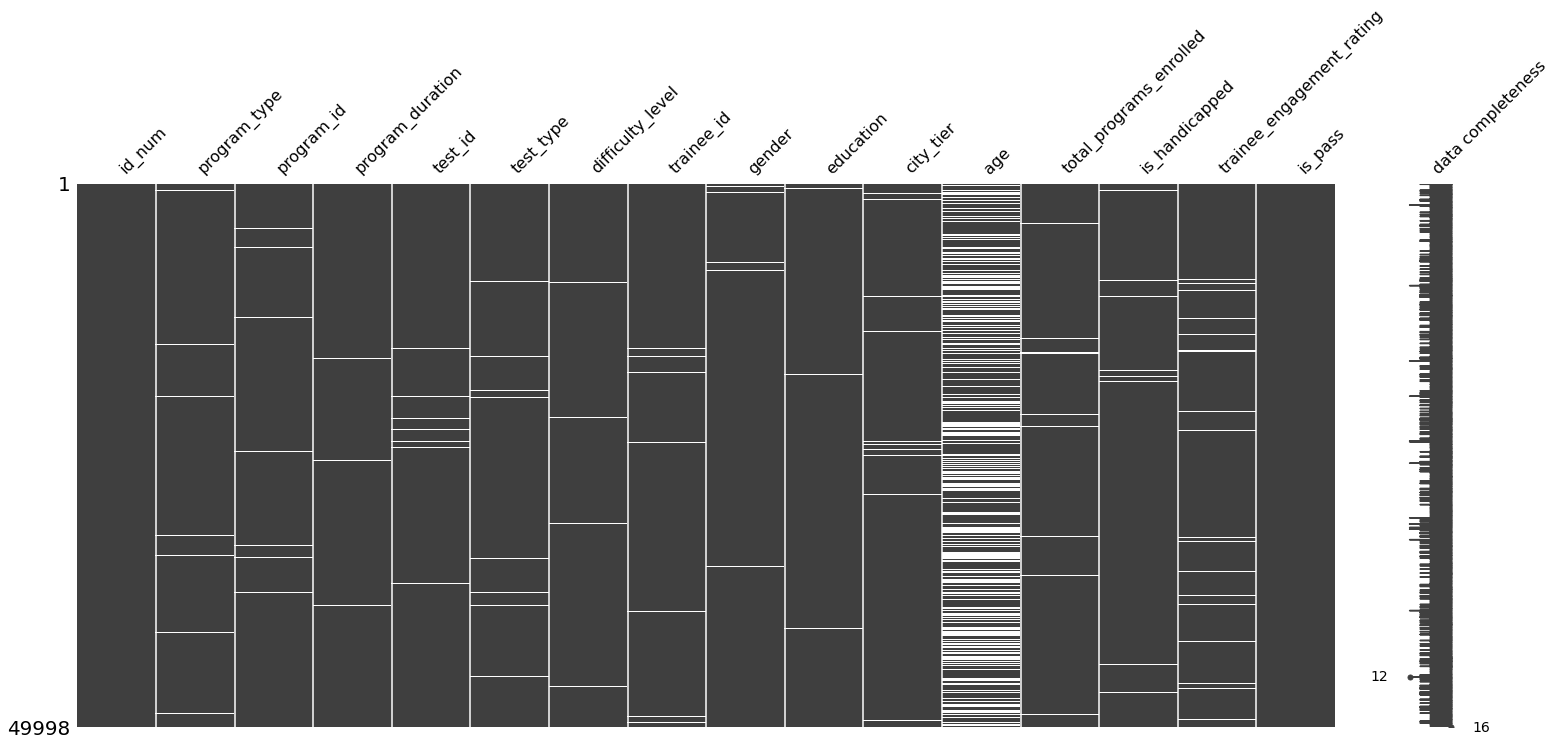 id_num
program_type
program_id
program_duration
test_id
test_type
difficulty_level
trainee_id
gender
education
city_tier
age
total_programs_enrolled
is_handicapped
trainee_engagement_rating
is_pass
data completeness
1
49998
12
16